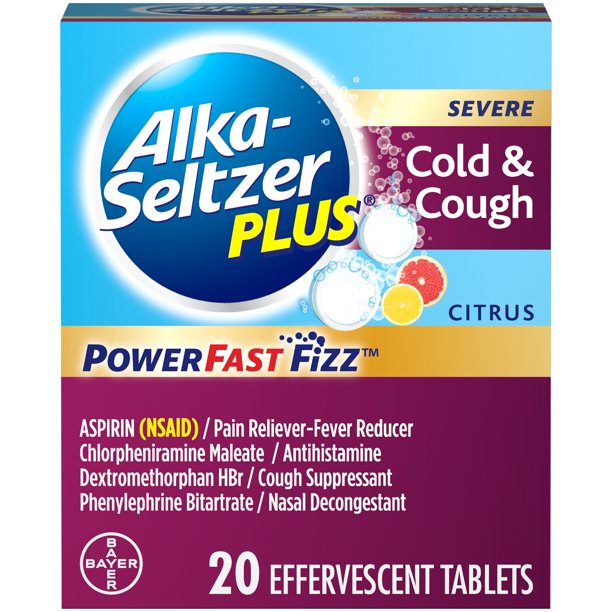 Alka-
Seltzer
PLUS®
SEVERE
Cold &
Cough
CITRUS
POWERFAST FIZZ™
ASPIRIN (NSAID) / Pain Reliever-Fever Reducer
Chlorpheniramine Maleate / Antihistamine
Dextromethorphan HBr / Cough Suppressant
Phenylephrine Bitartrate / Nasal Decongestant
BAYER
BAYER
20 EFFERVESCENT TABLETS